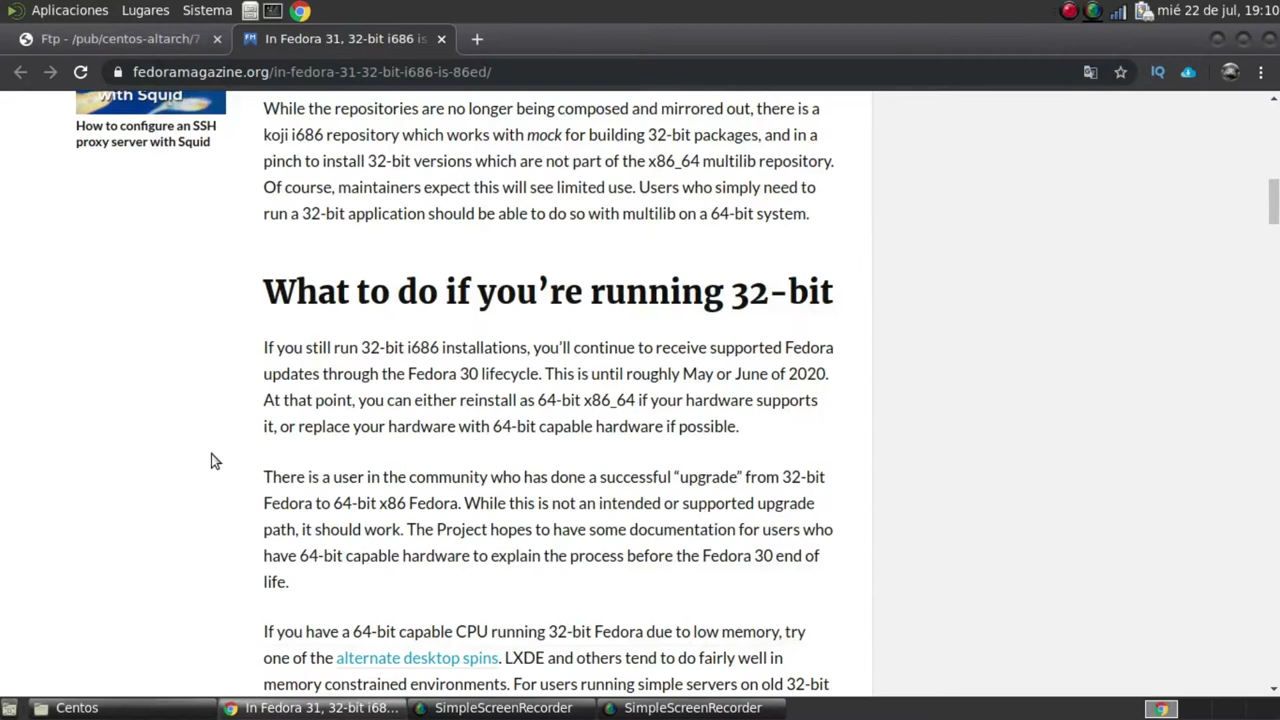 Aplicaciones Lugares Sistema mié 22 de jul, 19:10
Ftp - /pub/centos-altarch/7 In Fedora 31, 32-bit i686 is
fedoramagazine.org/in-fedora-31-32-bit-i686-is-86ed/ IQ
with Squid
How to configure an SSH
proxy server with Squid
While the repositories are no longer being composed and mirrored out, there is a
koji i686 repository which works with mock for building 32-bit packages, and in a
pinch to install 32-bit versions which are not part of the x86_64 multilib repository.
Of course, maintainers expect this will see limited use. Users who simply need to
run a 32-bit application should be able to do so with multilib on a 64-bit system.
What to do if you’re running 32-bit
If you still run 32-bit i686 installations, you’ll continue to receive supported Fedora
updates through the Fedora 30 lifecycle. This is until roughly May or June of 2020.
At that point, you can either reinstall as 64-bit x86_64 if your hardware supports
it, or replace your hardware with 64-bit capable hardware if possible.
There is a user in the community who has done a successful “upgrade” from 32-bit
Fedora to 64-bit x86 Fedora. While this is not an intended or supported upgrade
path, it should work. The Project hopes to have some documentation for users who
have 64-bit capable hardware to explain the process before the Fedora 30 end of
life.
If you have a 64-bit capable CPU running 32-bit Fedora due to low memory, try
one of the alternate desktop spins. LXDE and others tend to do fairly well in
memory constrained environments. For users running simple servers on old 32-bit
Centos In Fedora 31, 32-bit i68... SimpleScreenRecorder SimpleScreenRecorder